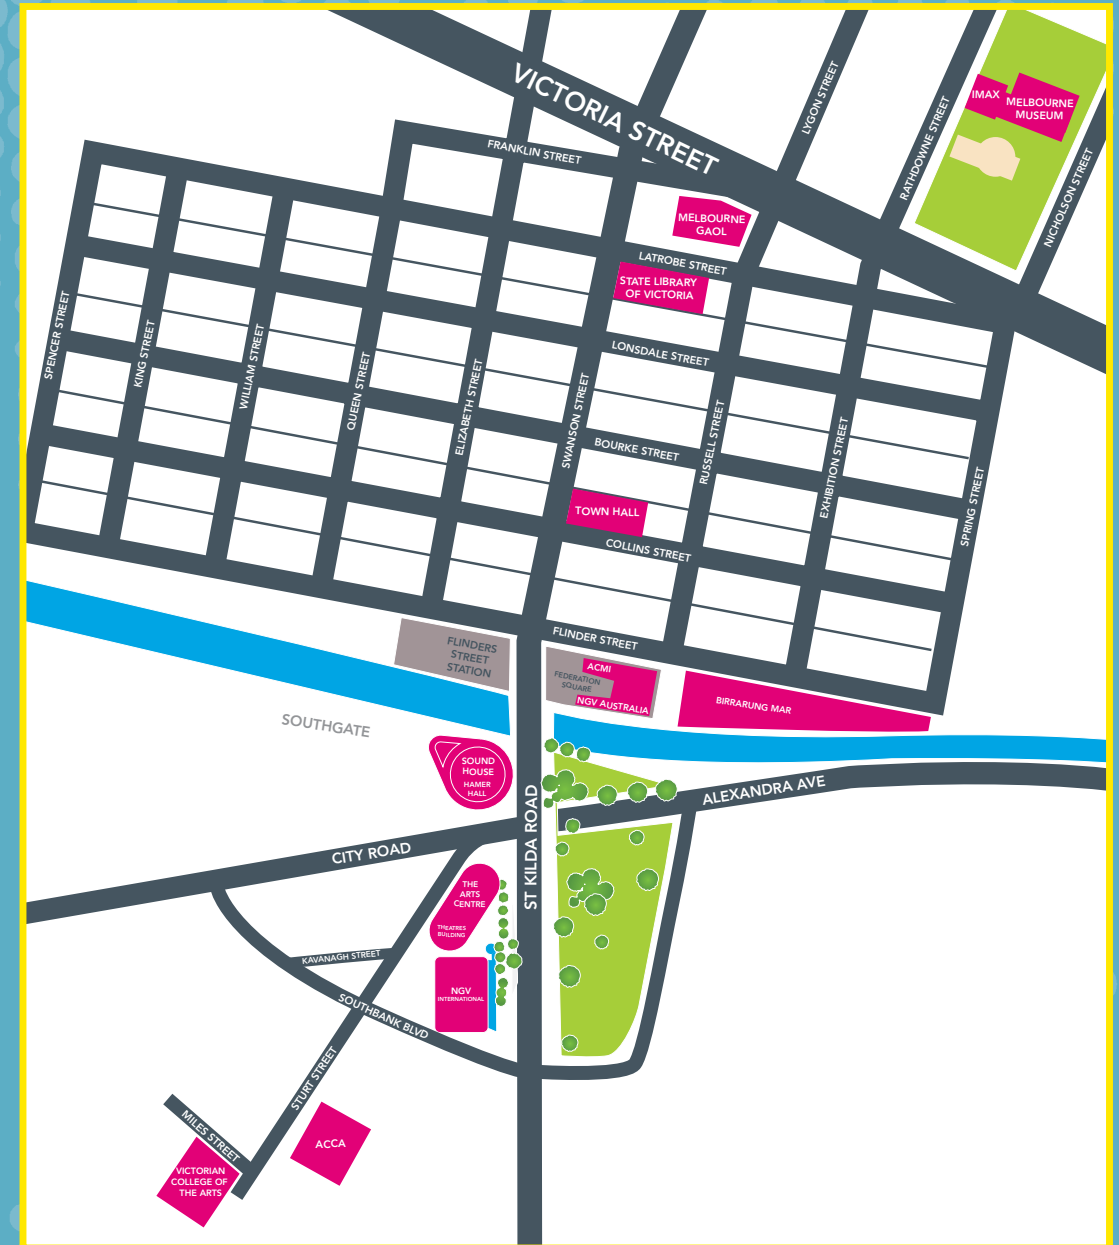 VICTORIA STREET
LYGON STREET
RATHDOWNE STREET
IMAX
MELBOURNE
MUSEUM
NICHOLSON STREET
FRANKLIN STREET
MELBOURNE
GAOL
LATROBE STREET
STATE LIBRARY
OF VICTORIA
LONSDALE STREET
SPENCER STREET
KING STREET
WILLIAM STREET
QUEEN STREET
ELIZABETH STREET
SWANSON STREET
RUSSELL STREET
EXHIBITION STREET
SPRING STREET
BOURKE STREET
TOWN HALL
COLLINS STREET
FLINDER STREET
FLINDERS
STREET
STATION
ACMI
FEDERATION
SQUARE
NGV AUSTRALIA
BIRRARUNG MAR
SOUTHGATE
SOUND
HOUSE
HAMER
HALL
ALEXANDRA AVE
ST KILDA ROAD
CITY ROAD
THE
ARTS
CENTRE
THEATRES
BUILDING
KAVANAGH STREET
NGV
INTERNATIONAL
SOUTHBANK BLVD
STURT STREET
MILES STREET
ACCA
VICTORIAN
COLLEGE OF
THE ARTS